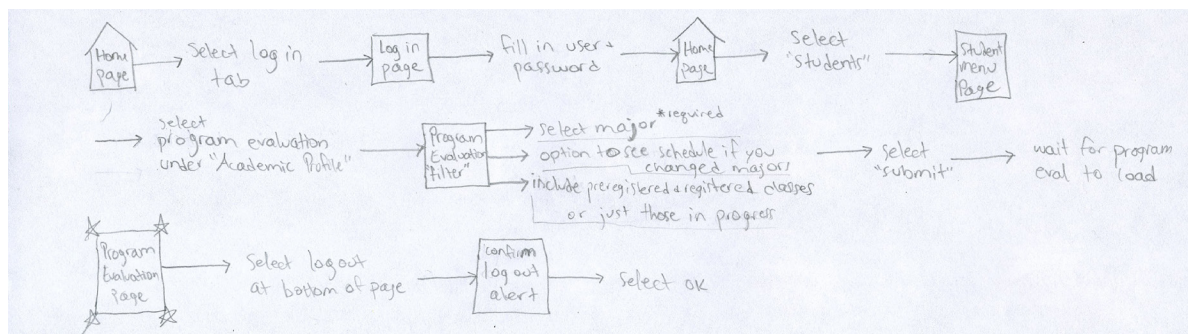 Home
page
Select log in
tab
Log in
page
fill in user +
password
Home
page
select
"Students"
Student
menu
Page
select
program evaluation
under "Academic Profile"
Program
Evaluation
"filter"
select major *required
option to see schedule if you
changed majors
include preregistered + registered classes
or just those in progress
select
"submit"
wait for program
eval to load
Program
Evaluation
Page
Select logout
at bottom of page
confirm
log out
alert
select ok